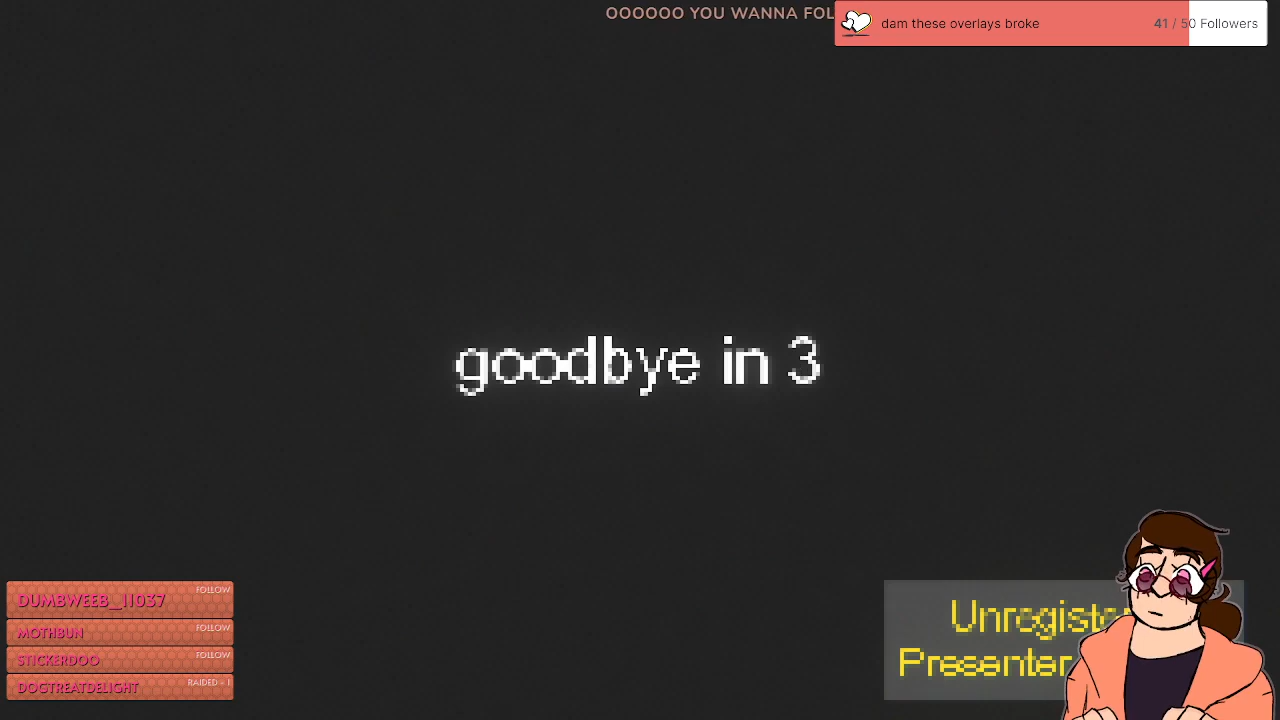 OOOOOO YOU WANNA FOL
dam these overlays broke
41 / 50 Followers
goodbye in 3
DUMBWEEB_11037
FOLLOW
MOTHBUN
FOLLOW
STICKERDOO
FOLLOW
DOGTREATDELIGHT
RAIDED - 1
Presenter